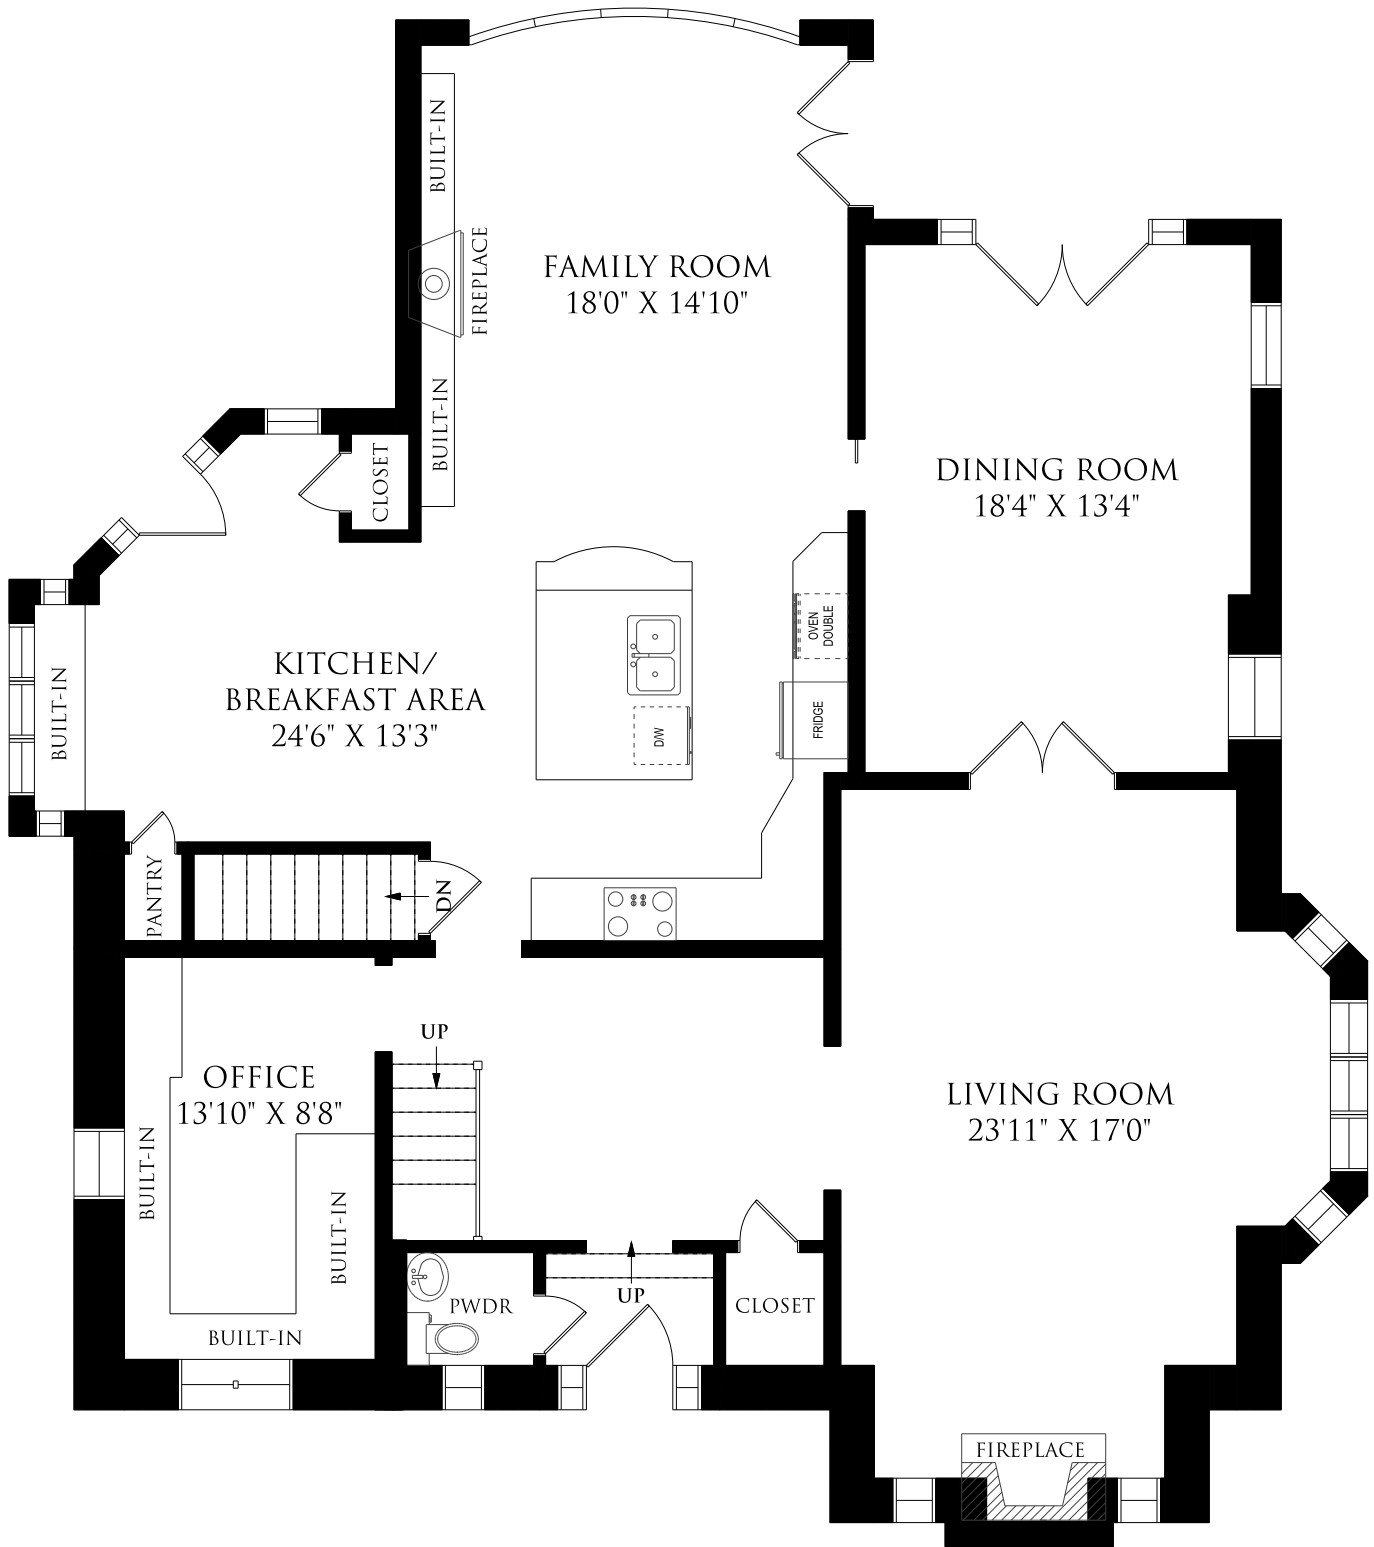 BUILT-IN
FIREPLACE
BUILT-IN
FAMILY ROOM
18'0" X 14'10"
CLOSET
DINING ROOM
18'4" X 13'4"
KITCHEN/
BREAKFAST AREA
24'6" X 13'3"
BUILT-IN
OVEN
DOUBLE
FRIDGE
D/W
PANTRY
DN
UP
OFFICE
13'10" X 8'8"
BUILT-IN
BUILT-IN
BUILT-IN
LIVING ROOM
23'11" X 17'0"
PWDR
UP
CLOSET
FIREPLACE